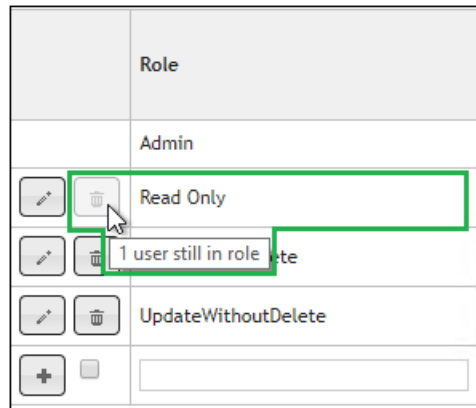 Role
Admin
Read Only
1 user still in role
UpdateWithoutDelete